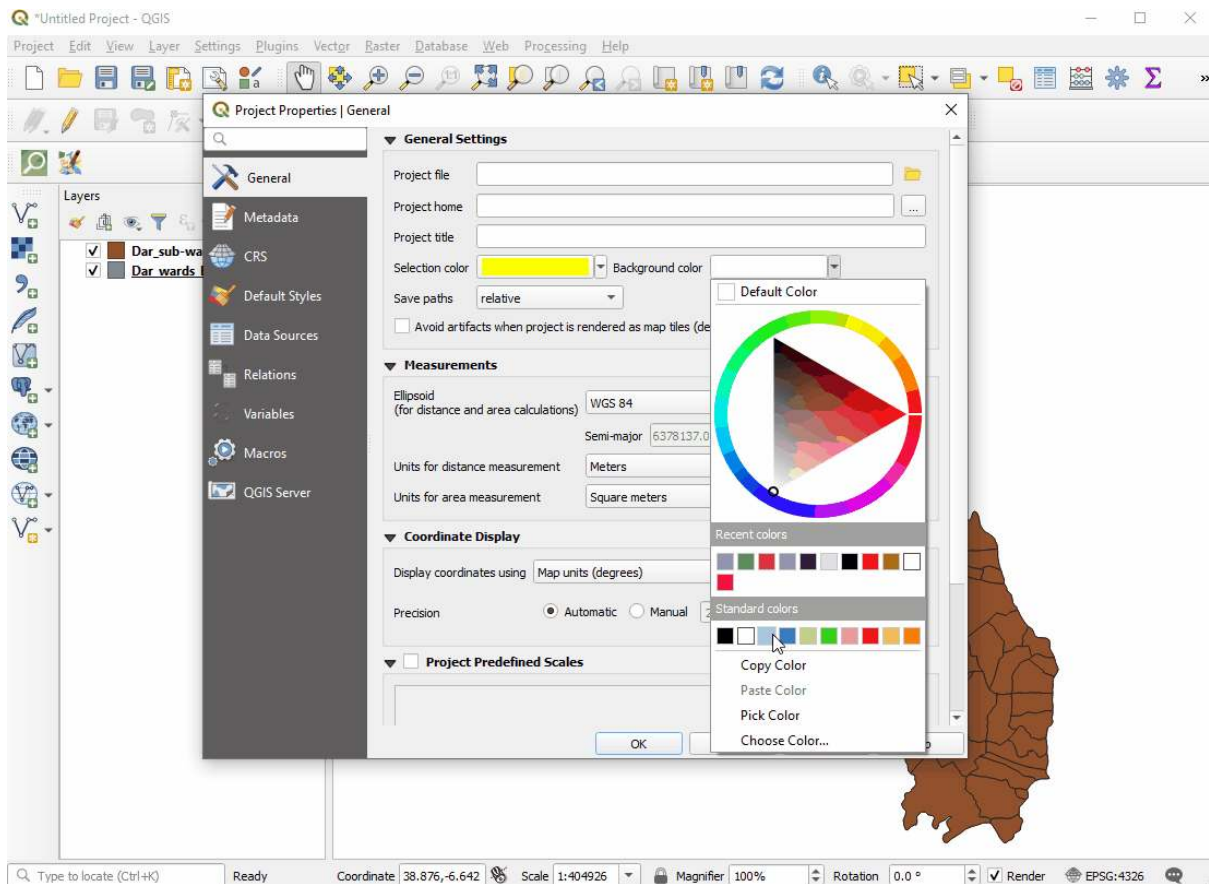 *Untitled Project - QGIS
Project Edit View Layer Settings Plugins Vector Raster Database Web Processing Help
Project Properties | General
General Settings
General
Metadata
CRS
Default Styles
Data Sources
Relations
Variables
Macros
QGIS Server
Layers
Dar_sub-wa
Dar_wards
Project file
Project home
...
Project title
Selection color
Background color
Save paths
relative
Avoid artifacts when project is rendered as map tiles (de
Measurements
Ellipsoid
(for distance and area calculations)
WGS 84
Semi-major
6378137.0
Units for distance measurement
Meters
Units for area measurement
Square meters
Coordinate Display
Display coordinates using
Map units (degrees)
Precision
Automatic
Manual
Project Predefined Scales
OK
Default Color
Recent colors
Standard colors
Copy Color
Paste Color
Pick Color
Choose Color...
Type to locate (Ctrl+K)
Ready
Coordinate 38.876,-6.642
Scale 1:404926
Magnifier 100%
Rotation 0.0 °
Render
EPSG:4326